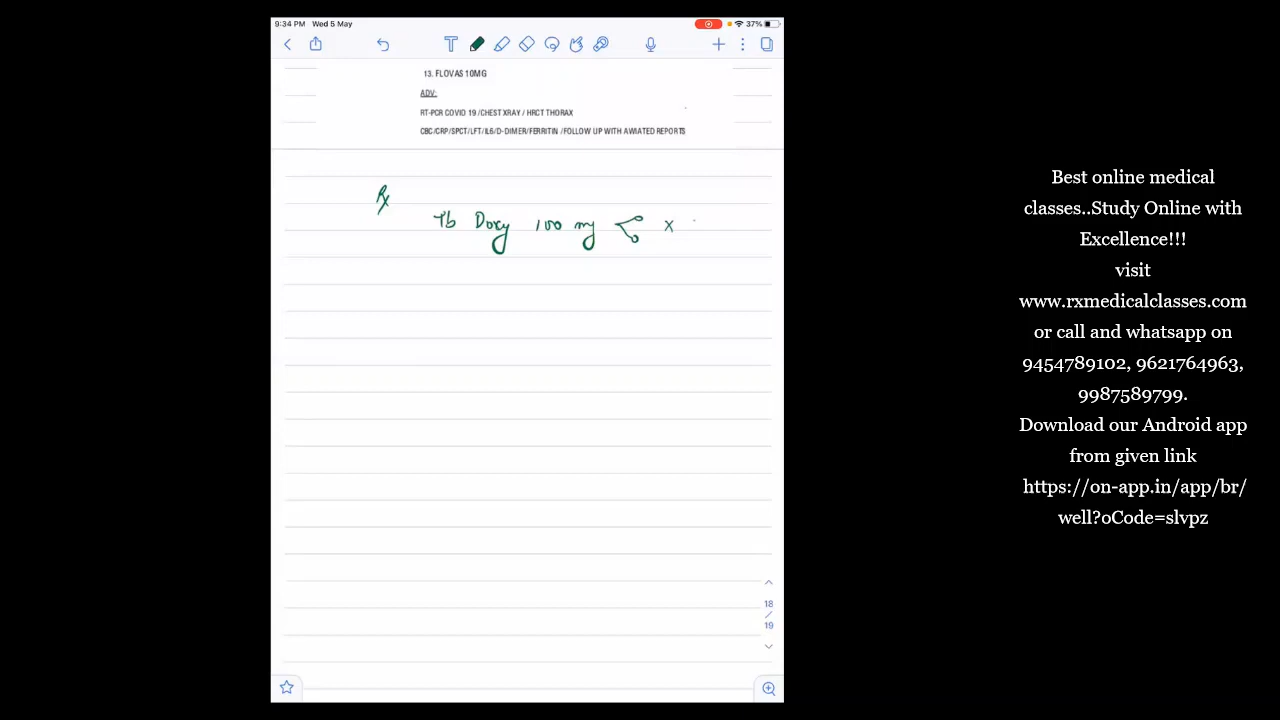 9:34 PM Wed 5 May
37%
13. FLOVAS 10MG
ADV:
RT-PCR COVID 19 /CHEST XRAY / HRCT THORAX
CBC/CRP/SPCT/LFT/IL6/D-DIMER/FERRITIN /FOLLOW UP WITH AWIATED REPORTS
Rx
Tb Doxy 100 mg x
18
/
19
Best online medical
classes..Study Online with
Excellence!!!
visit
www.rxmedicalclasses.com
or call and whatsapp on
9454789102, 9621764963,
9987589799.
Download our Android app
from given link
https://on-app.in/app/br/
well?oCode=slvpz